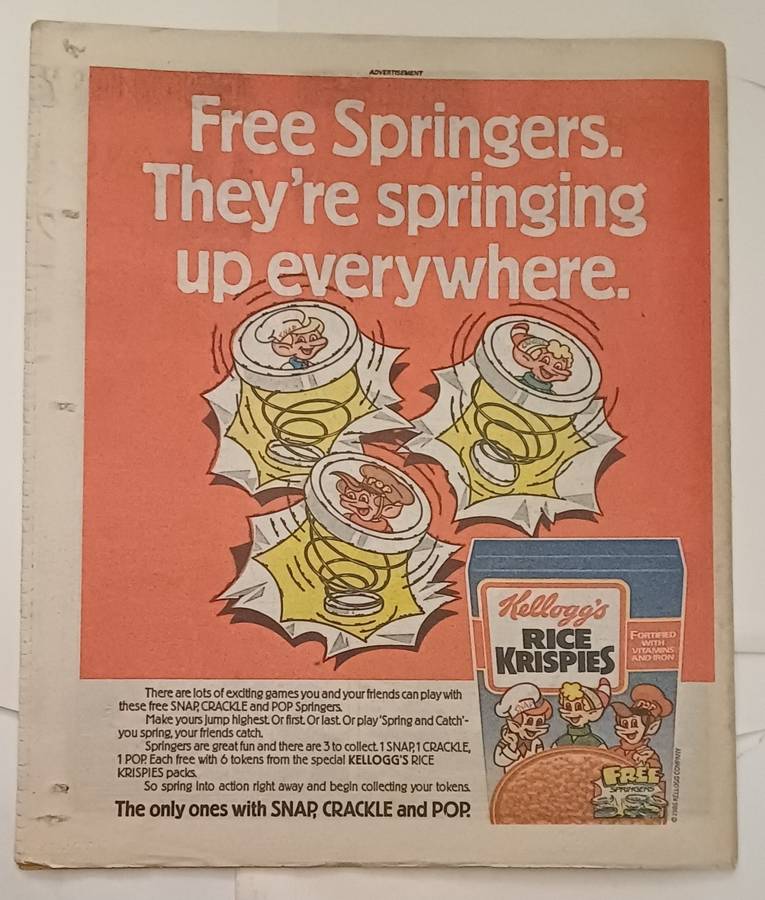 ADVERTISEMENT
Free Springers.
They're springing
up everywhere.
SNAP
POP
Kellogg's
RICE
KRISPIES
FORTIFIED
WITH
VITAMINS
AND IRON
SNAP
POP
FREE
SPRINGERS
There are lots of exciting games you and your friends can play with
these free SNAP, CRACKLE and POP Springers.
Make yours jump highest. Or first. Or last. Or play 'Spring and Catch'-
you spring, your friends catch.
Springers are great fun and there are 3 to collect. 1 SNAP, 1 CRACKLE,
1 POP. Each free with 6 tokens from the special KELLOGG'S RICE
KRISPIES packs.
So spring into action right away and begin collecting your tokens.
The only ones with SNAP, CRACKLE and POP.